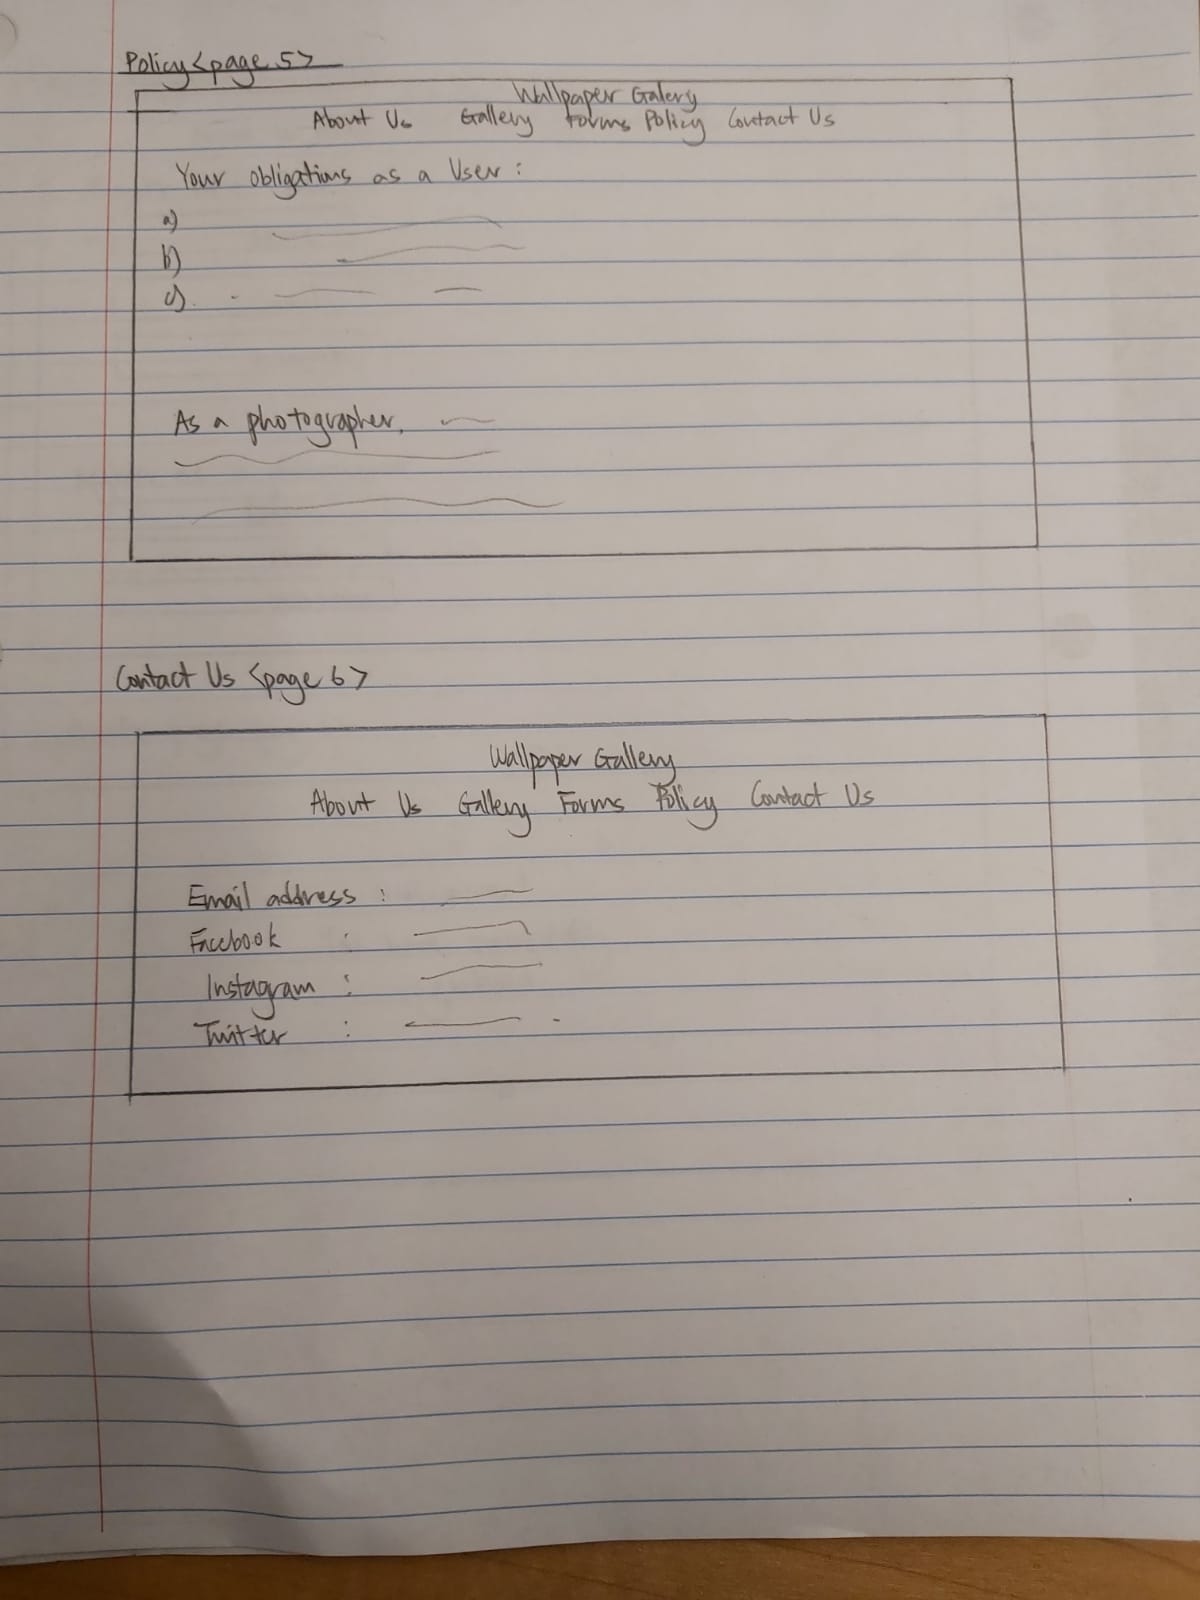 Policy <page 5>
Wallpaper Galery
About Us Gallery Forms Policy Contact Us
Your obligations as a User :
a)
b)
c)
As a photographer,
Contact Us <page 6>
Wallpaper Gallery
About Us Gallery Forms Policy Contact Us
Email address :
Facebook :
Instagram :
Twitter :